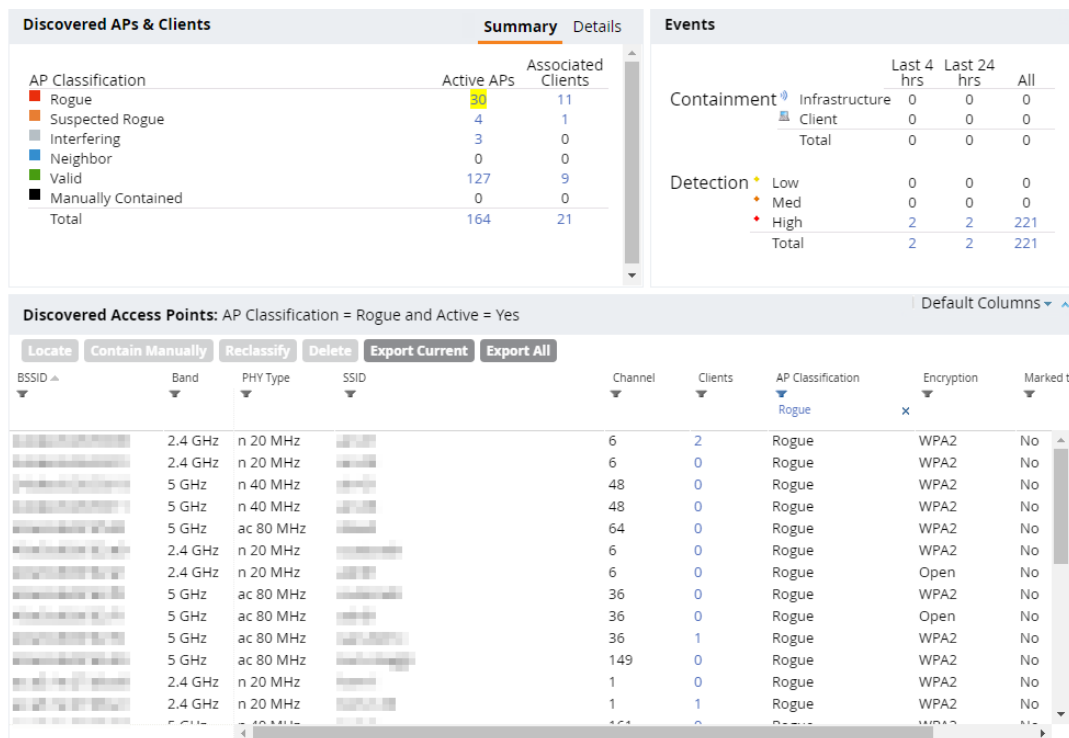 Discovered APs & Clients
Summary Details
AP Classification Active APs Associated Clients
Rogue 30 11
Suspected Rogue 4 1
Interfering 3 0
Neighbor 0 0
Valid 127 9
Manually Contained 0 0
Total 164 21
Events
Last 4 hrs Last 24 hrs All
Containment Infrastructure 0 0 0
Client 0 0 0
Total 0 0 0
Detection Low 0 0 0
Med 0 0 0
High 2 2 221
Total 2 2 221
Discovered Access Points: AP Classification = Rogue and Active = Yes
Default Columns
Locate Contain Manually Reclassify Delete Export Current Export All
BSSID Band PHY Type SSID Channel Clients AP Classification Encryption Marked t
Rogue x
2.4 GHz n 20 MHz 6 2 Rogue WPA2 No
2.4 GHz n 20 MHz 6 0 Rogue WPA2 No
5 GHz n 40 MHz 48 0 Rogue WPA2 No
5 GHz n 40 MHz 48 0 Rogue WPA2 No
5 GHz ac 80 MHz 64 0 Rogue WPA2 No
2.4 GHz n 20 MHz 6 0 Rogue WPA2 No
2.4 GHz n 20 MHz 6 0 Rogue Open No
5 GHz ac 80 MHz 36 0 Rogue WPA2 No
5 GHz ac 80 MHz 36 0 Rogue Open No
5 GHz ac 80 MHz 36 1 Rogue WPA2 No
5 GHz ac 80 MHz 149 0 Rogue WPA2 No
2.4 GHz n 20 MHz 1 0 Rogue WPA2 No
2.4 GHz n 20 MHz 1 1 Rogue WPA2 No